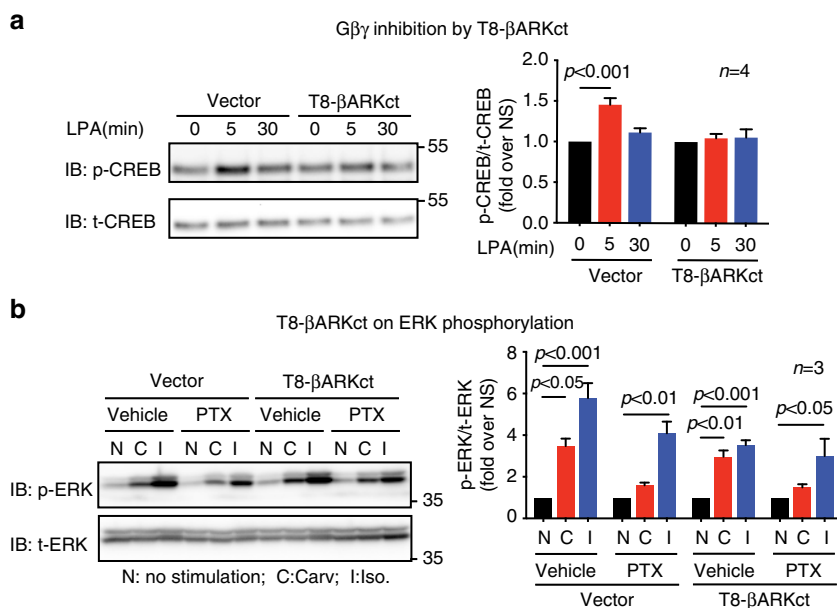 a
Gβγ inhibition by T8-βARKct
Vector T8-βARKct
LPA(min) 0 5 30 0 5 30
55
IB: p-CREB
55
IB: t-CREB
p-CREB/t-CREB
(fold over NS)
2.0
1.5
1.0
0.5
0.0
p<0.001
n=4
0 5 30 0 5 30
LPA(min)
Vector T8-βARKct
b
T8-βARKct on ERK phosphorylation
Vector T8-βARKct
Vehicle PTX Vehicle PTX
N C I N C I N C I N C I
IB: p-ERK
35
IB: t-ERK
35
N: no stimulation; C:Carv; I:Iso.
p-ERK/t-ERK
(fold over NS)
8
6
4
2
0
p<0.001
p<0.05
p<0.01
p<0.001
p<0.01
n=3
p<0.05
N C I N C I N C I N C I
Vehicle PTX Vehicle PTX
Vector T8-βARKct